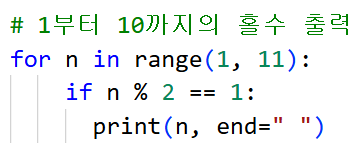 # 1부터 10까지의 홀수 출력
for n in range(1, 11):
    if n % 2 == 1:
      print(n, end=" ")